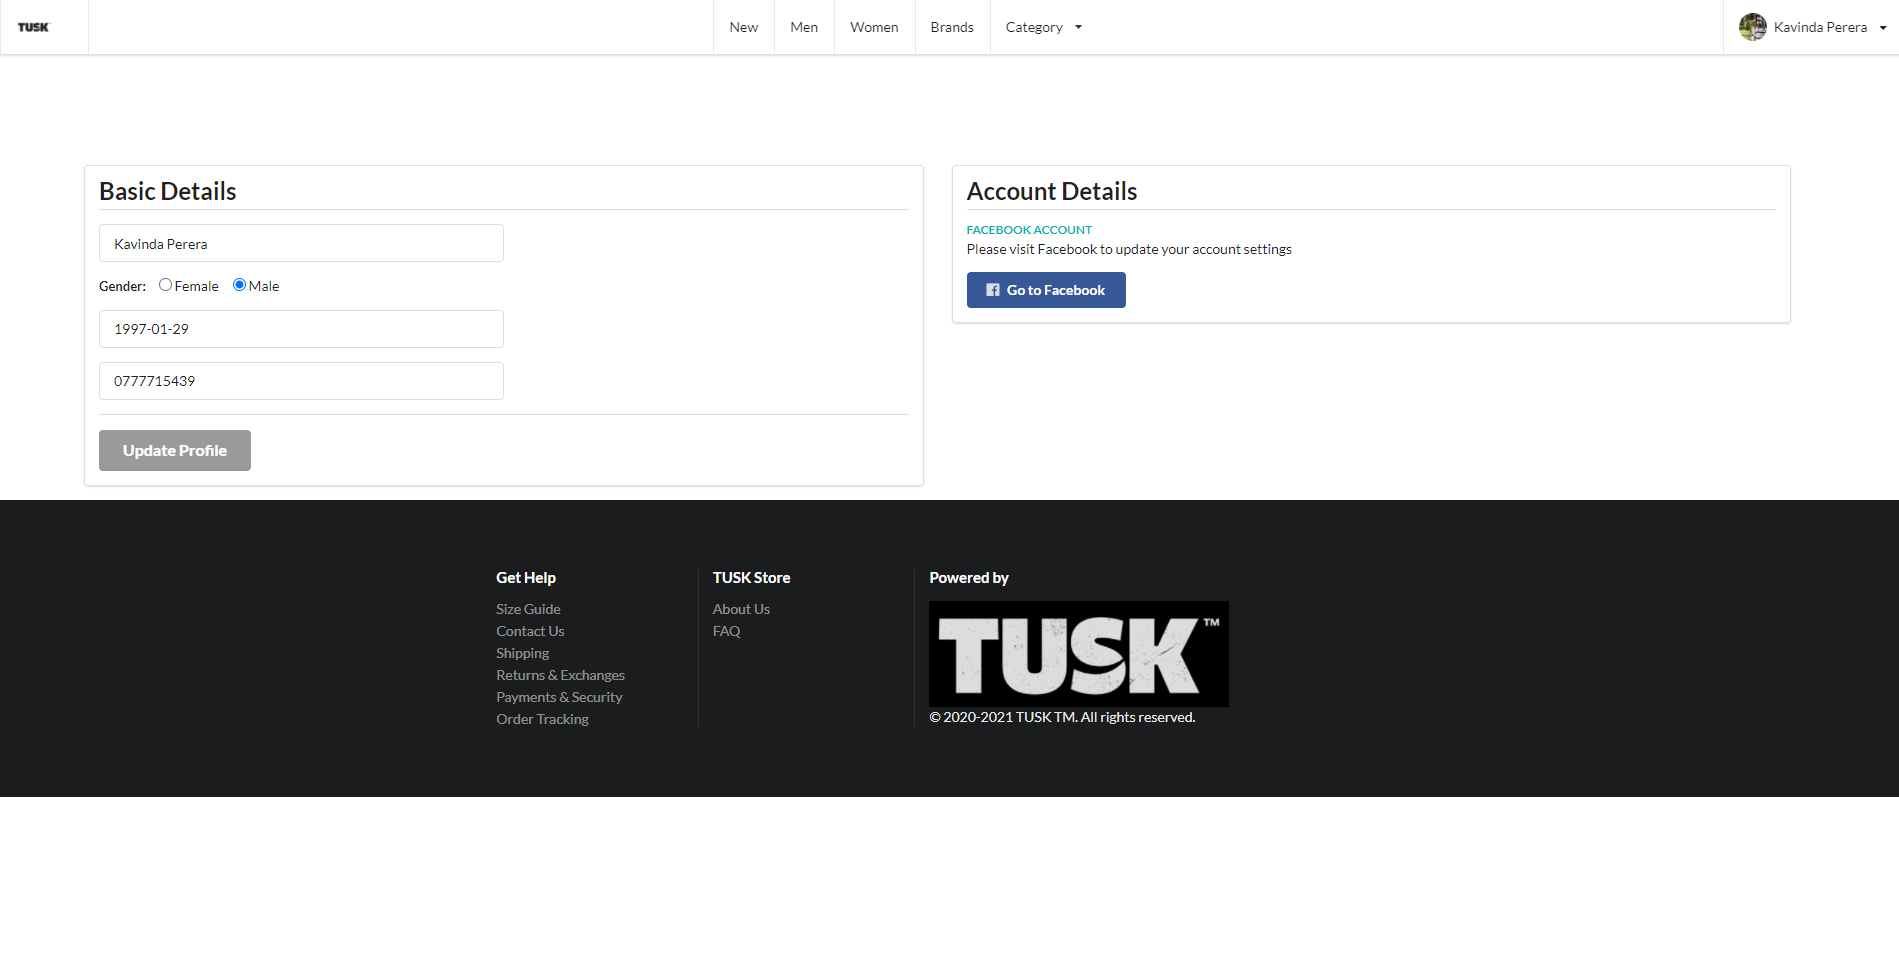 TUSK
New
Men
Women
Brands
Category
Kavinda Perera
Basic Details
Kavinda Perera
Gender: Female Male
1997-01-29
0777715439
Update Profile
Account Details
FACEBOOK ACCOUNT
Please visit Facebook to update your account settings
Go to Facebook
Get Help
Size Guide
Contact Us
Shipping
Returns & Exchanges
Payments & Security
Order Tracking
TUSK Store
About Us
FAQ
Powered by
TUSK™
© 2020-2021 TUSK TM. All rights reserved.